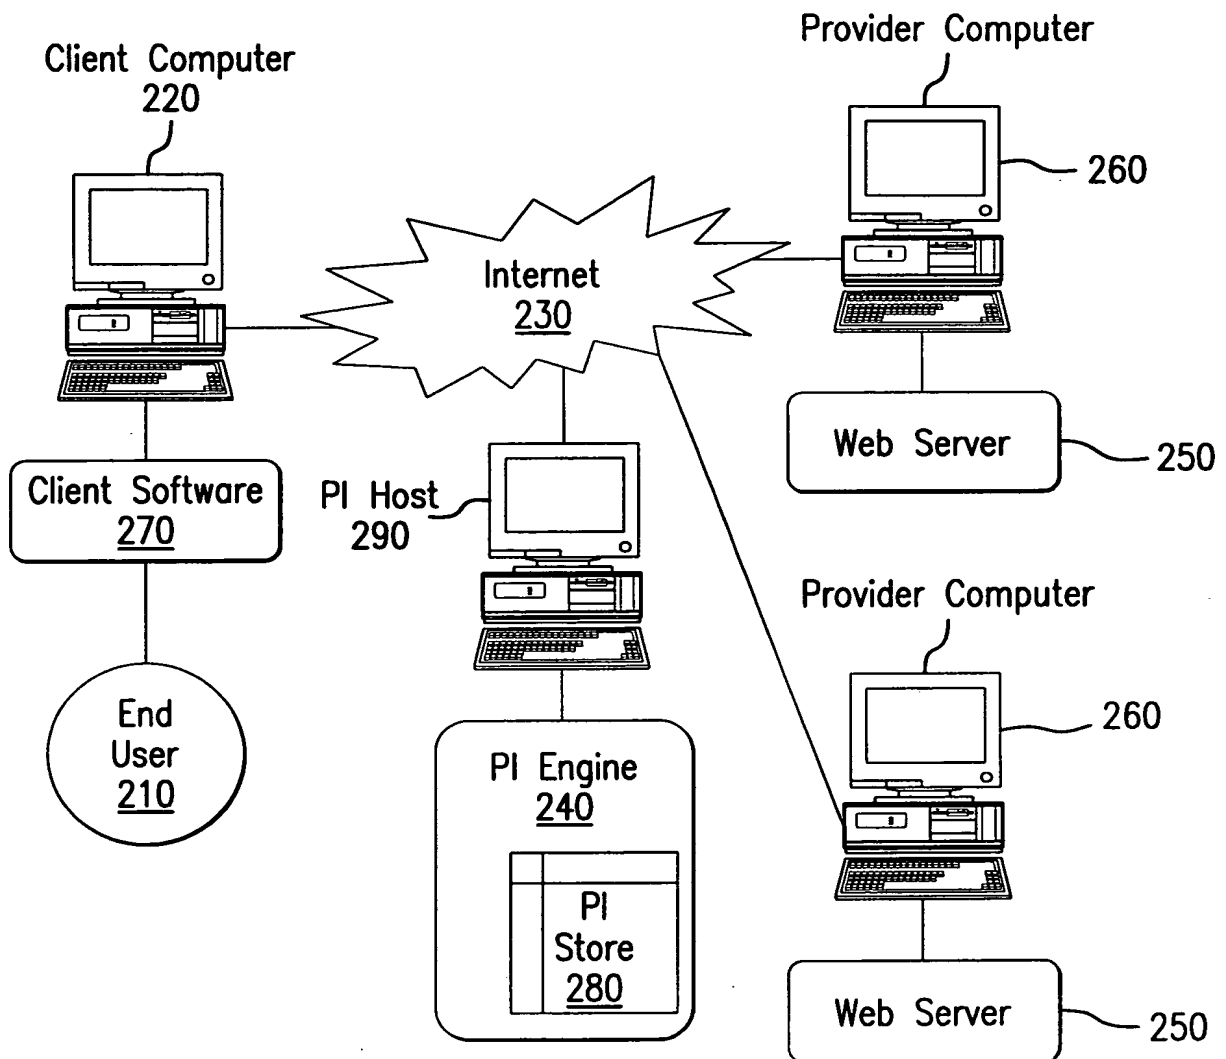 Client Computer
220
Provider Computer
260
Internet
230
Web Server
250
Client Software
270
PI Host
290
End
User
210
PI Engine
240
PI
Store
280
Provider Computer
260
Web Server
250